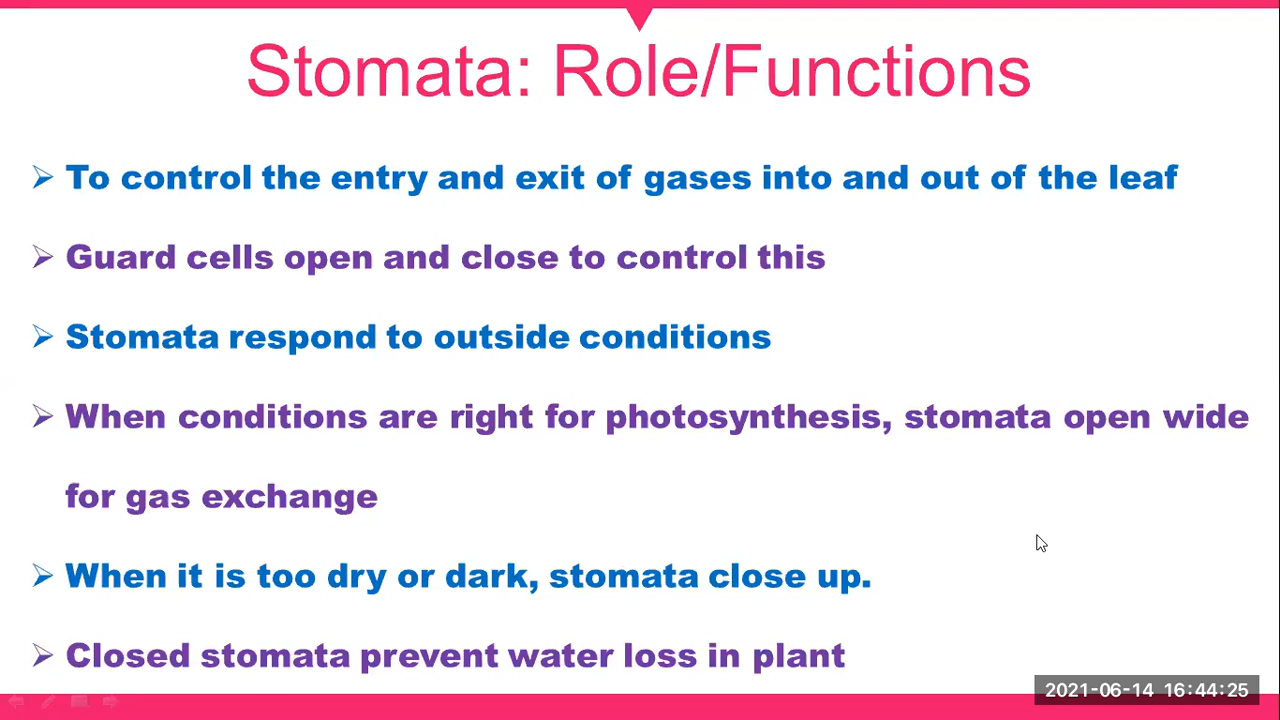 Stomata: Role/Functions
➢ To control the entry and exit of gases into and out of the leaf
➢ Guard cells open and close to control this
➢ Stomata respond to outside conditions
➢ When conditions are right for photosynthesis, stomata open wide
for gas exchange
➢ When it is too dry or dark, stomata close up.
➢ Closed stomata prevent water loss in plant
2021-06-14 16:44:25